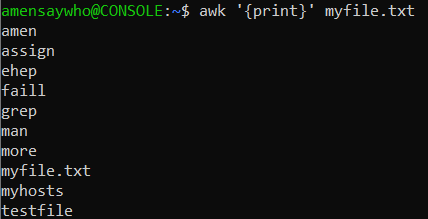 amensaywho@CONSOLE:~$ awk '{print}' myfile.txt
amen
assign
ehep
faill
grep
man
more
myfile.txt
myhosts
testfile